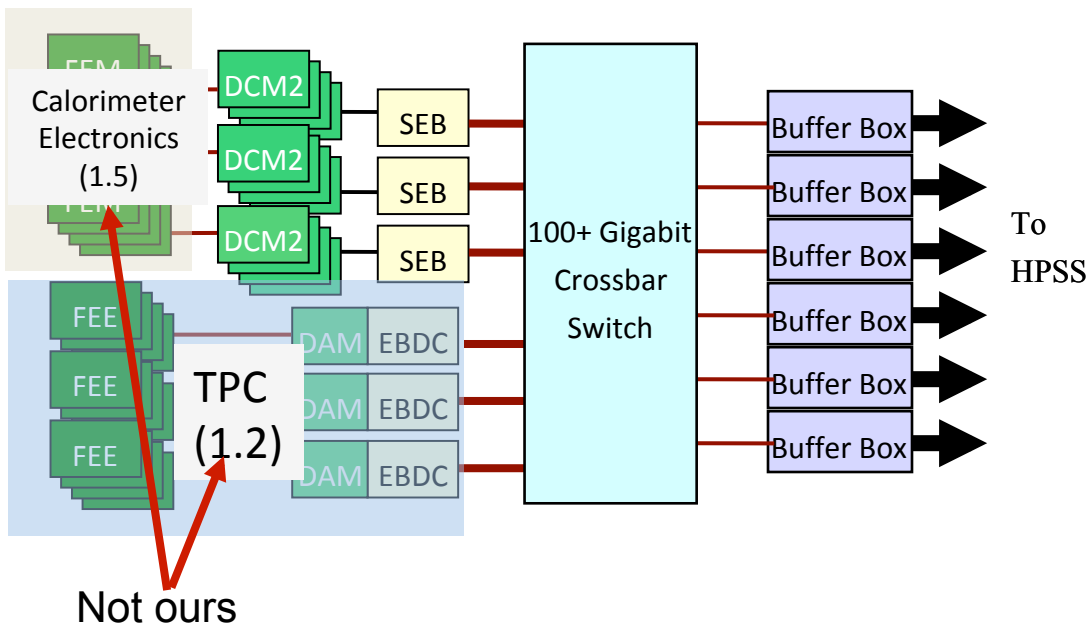 FEM
Calorimeter
Electronics
(1.5)
FEM
DCM2
DCM2
DCM2
SEB
SEB
SEB
FEE
FEE
FEE
TPC
(1.2)
DAM EBDC
DAM EBDC
DAM EBDC
100+ Gigabit
Crossbar
Switch
Buffer Box
Buffer Box
Buffer Box
Buffer Box
Buffer Box
Buffer Box
To
HPSS
Not ours